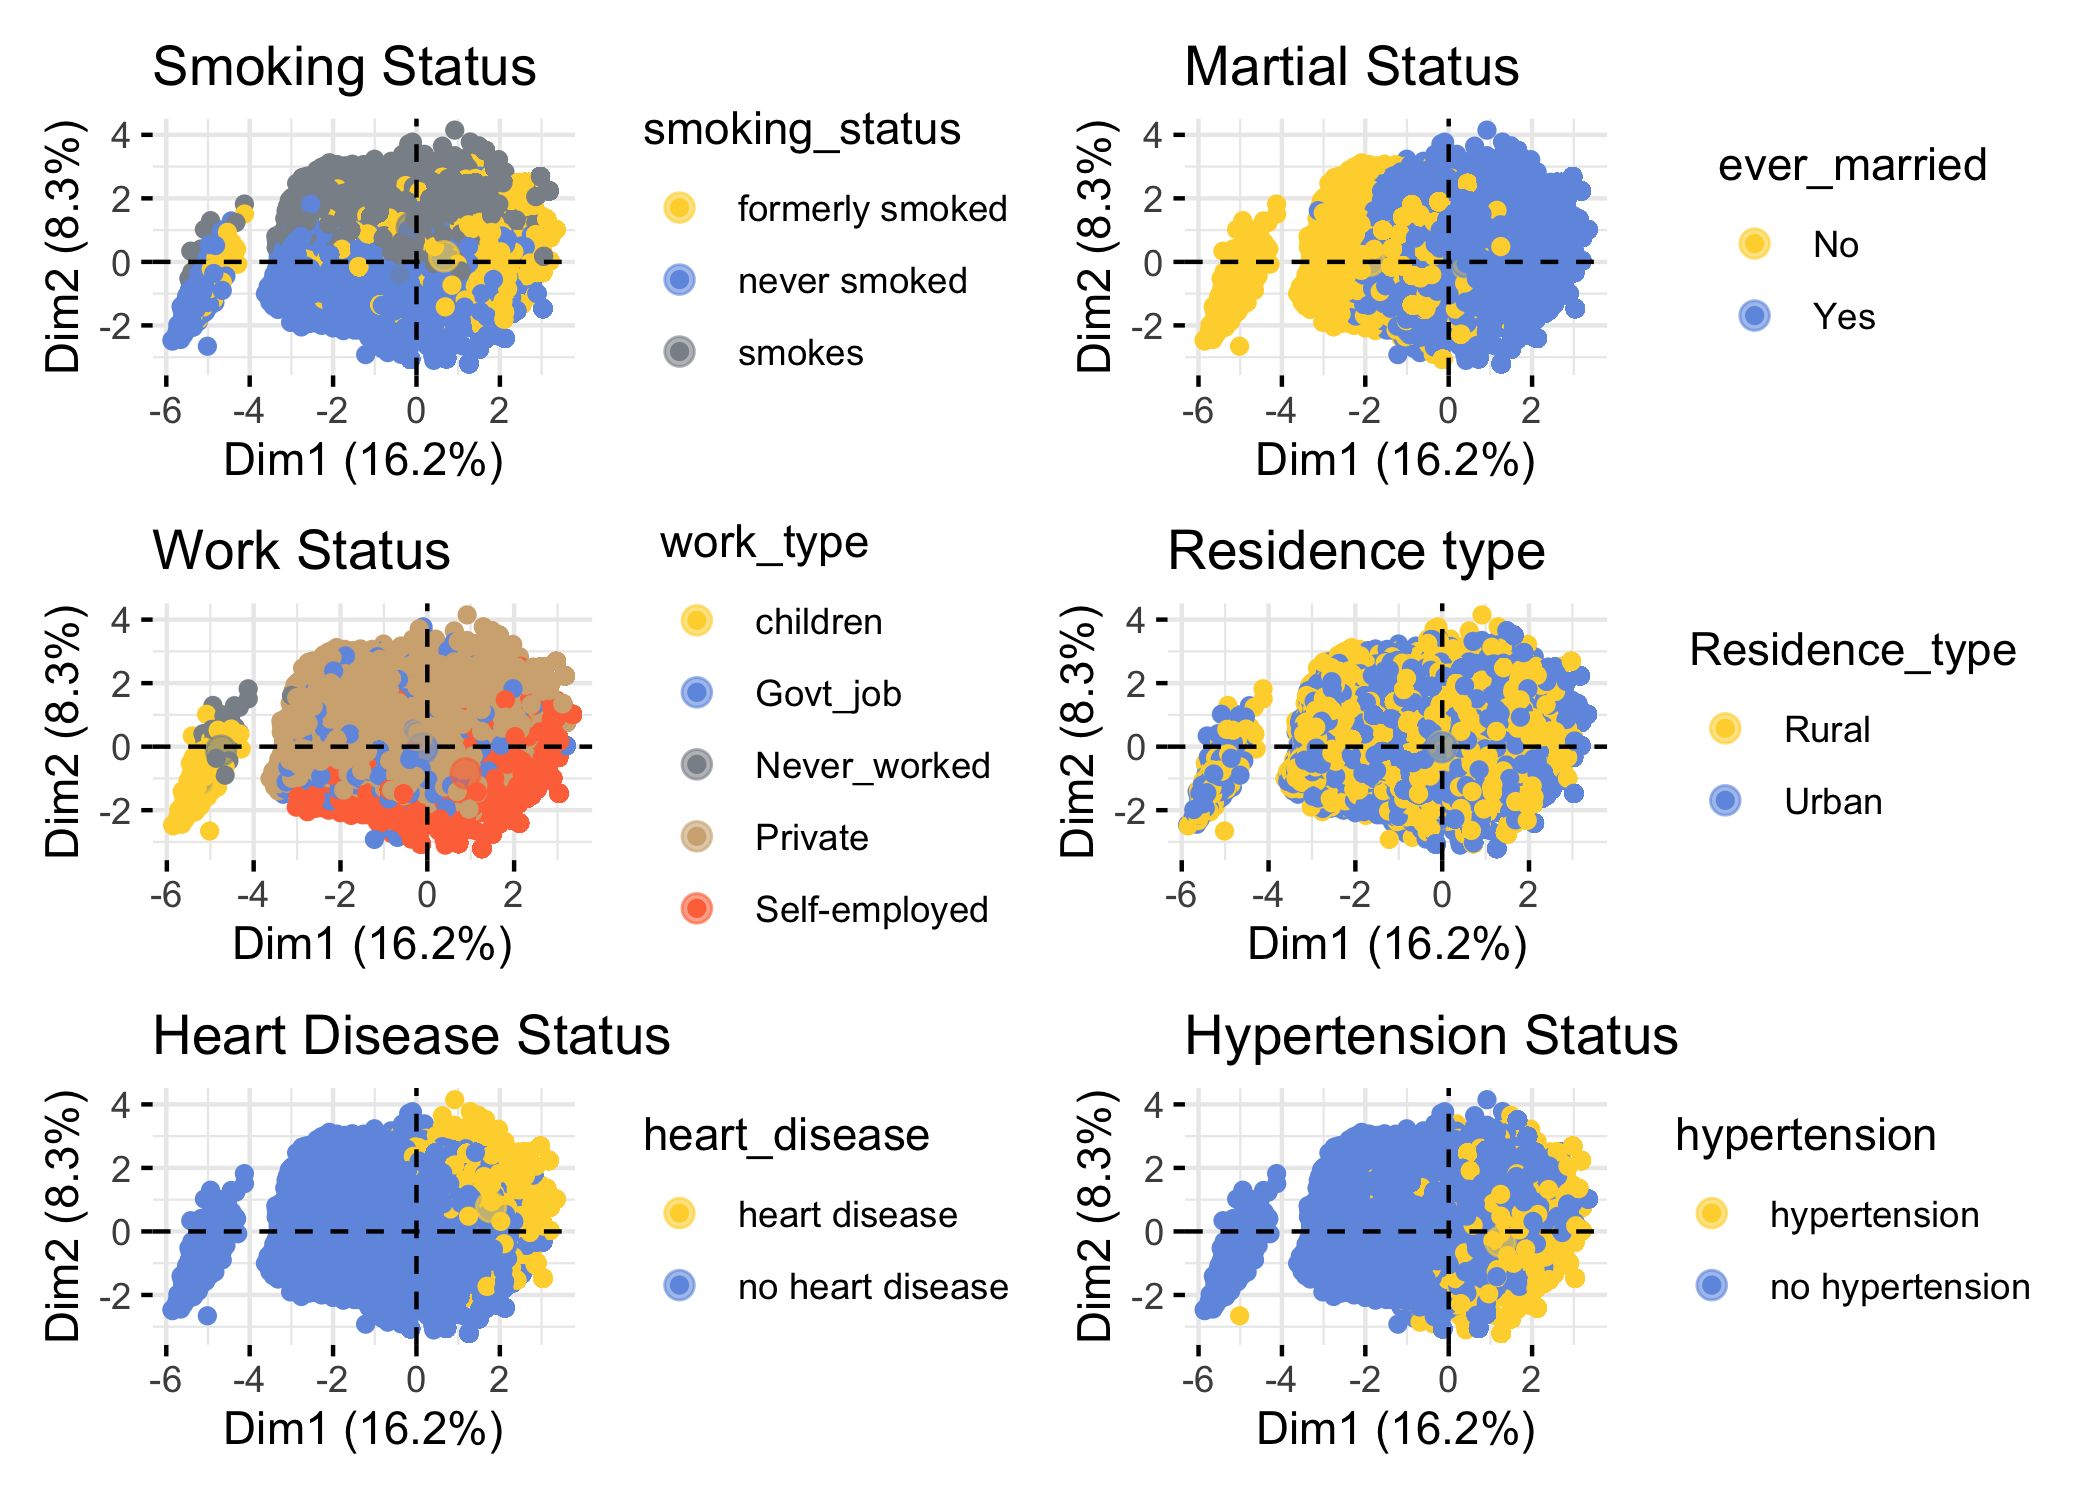 Smoking Status
Dim2 (8.3%)
4
2
0
-2
-6 -4 -2 0 2
Dim1 (16.2%)
smoking_status
formerly smoked
never smoked
smokes
Martial Status
Dim2 (8.3%)
4
2
0
-2
-6 -4 -2 0 2
Dim1 (16.2%)
ever_married
No
Yes
Work Status
Dim2 (8.3%)
4
2
0
-2
-6 -4 -2 0 2
Dim1 (16.2%)
work_type
children
Govt_job
Never_worked
Private
Self-employed
Residence type
Dim2 (8.3%)
4
2
0
-2
-6 -4 -2 0 2
Dim1 (16.2%)
Residence_type
Rural
Urban
Heart Disease Status
Dim2 (8.3%)
4
2
0
-2
-6 -4 -2 0 2
Dim1 (16.2%)
heart_disease
heart disease
no heart disease
Hypertension Status
Dim2 (8.3%)
4
2
0
-2
-6 -4 -2 0 2
Dim1 (16.2%)
hypertension
hypertension
no hypertension